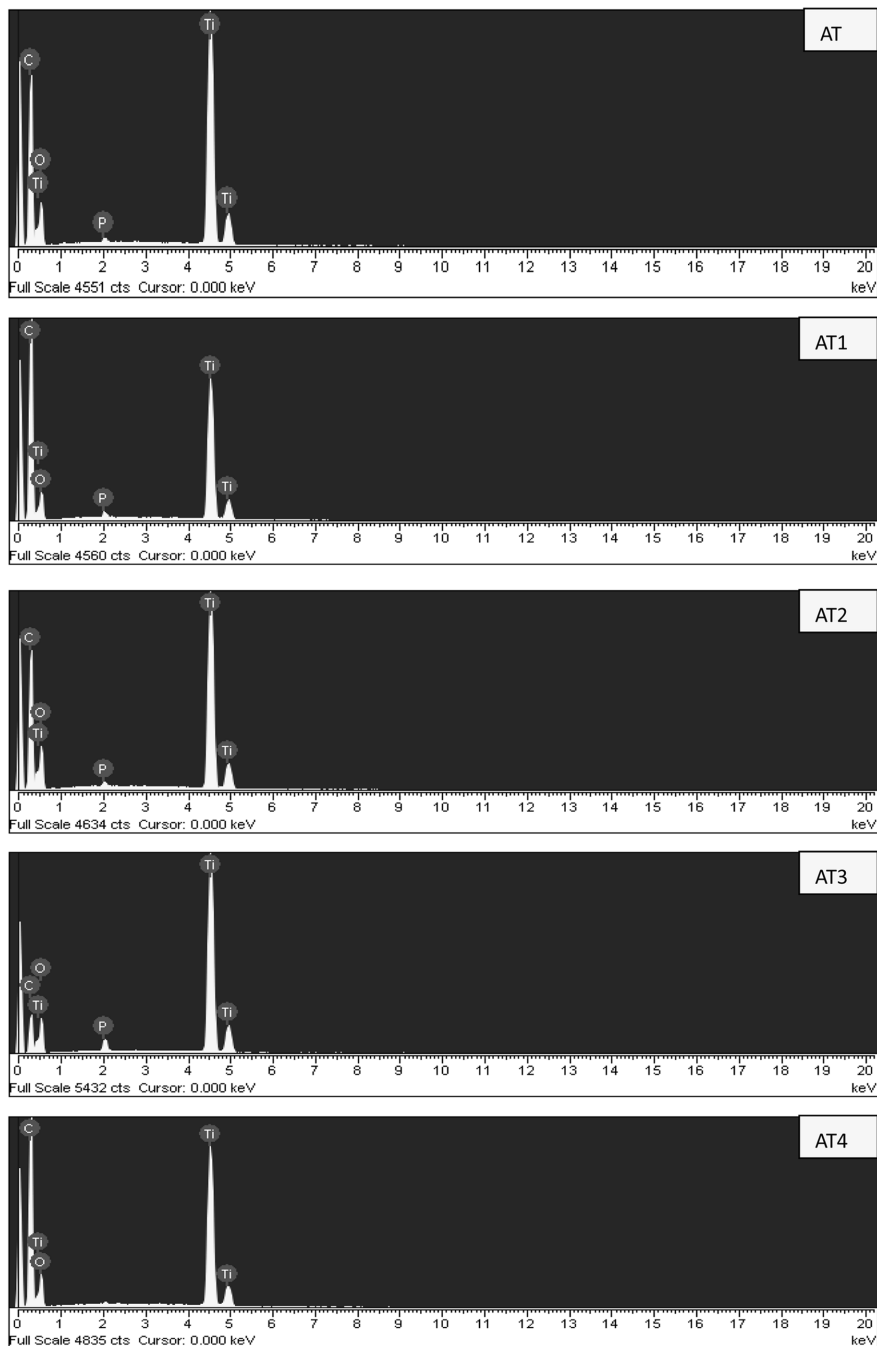 AT
Ti
C
O
Ti
Ti
P
0 1 2 3 4 5 6 7 8 9 10 11 12 13 14 15 16 17 18 19 20
Full Scale 4551 cts Cursor: 0.000 keV keV
AT1
C
Ti
Ti
O
Ti
P
0 1 2 3 4 5 6 7 8 9 10 11 12 13 14 15 16 17 18 19 20
Full Scale 4560 cts Cursor: 0.000 keV keV
AT2
Ti
C
O
Ti
Ti
P
0 1 2 3 4 5 6 7 8 9 10 11 12 13 14 15 16 17 18 19 20
Full Scale 4634 cts Cursor: 0.000 keV keV
AT3
Ti
O
C
Ti
Ti
P
0 1 2 3 4 5 6 7 8 9 10 11 12 13 14 15 16 17 18 19 20
Full Scale 5432 cts Cursor: 0.000 keV keV
AT4
C
Ti
Ti
O
Ti
0 1 2 3 4 5 6 7 8 9 10 11 12 13 14 15 16 17 18 19 20
Full Scale 4835 cts Cursor: 0.000 keV keV